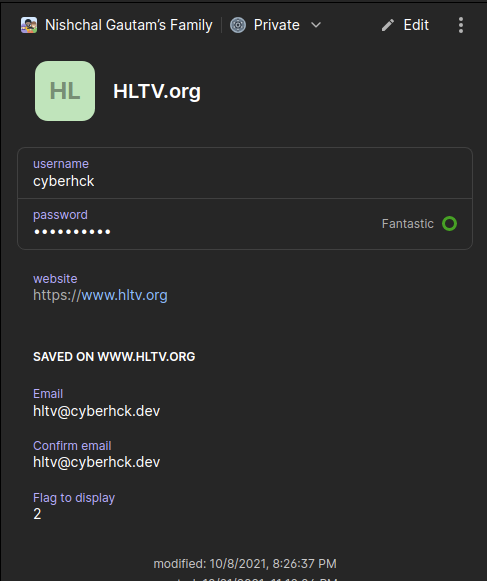 Nishchal Gautam's Family Private Edit
HL HLTV.org
username
cyberhck
password
•••••••••• Fantastic
website
https://www.hltv.org
SAVED ON WWW.HLTV.ORG
Email
hltv@cyberhck.dev
Confirm email
hltv@cyberhck.dev
Flag to display
2
modified: 10/8/2021, 8:26:37 PM